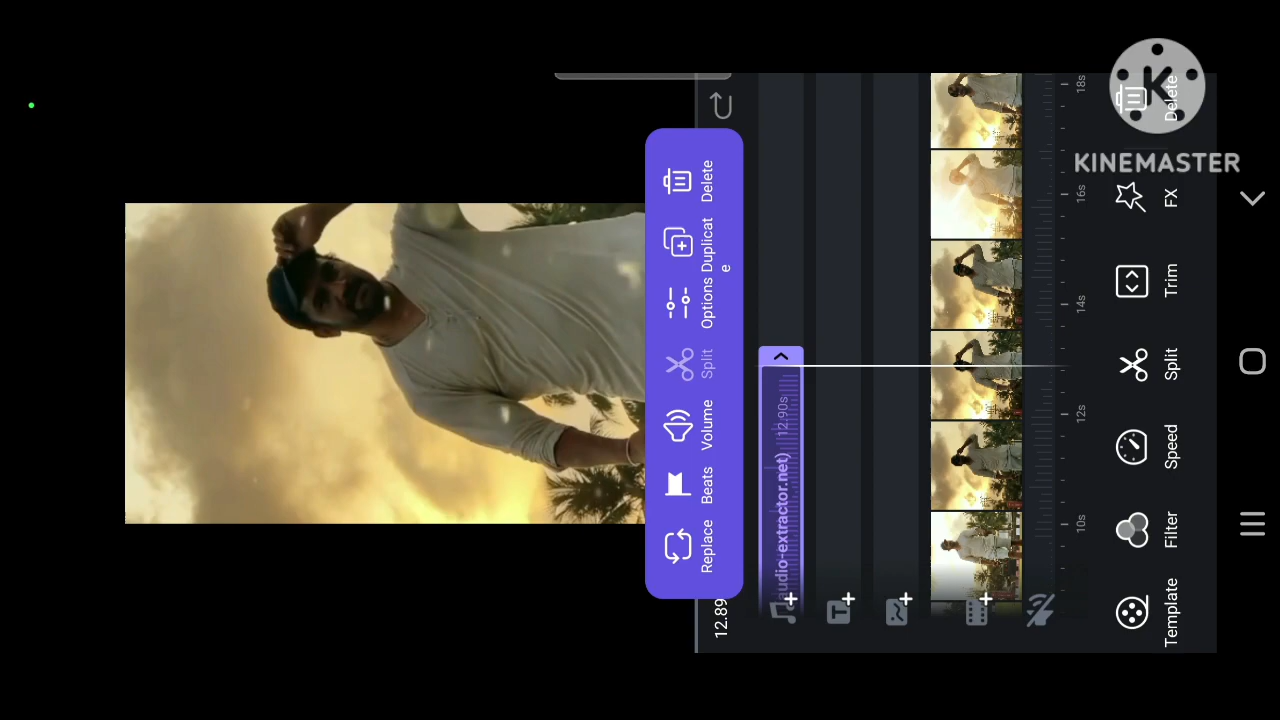 KINEMASTER
Delete
Duplicat
e
Options
Split
Volume
Beats
Replace
12.89
audio-extractor.net) 12.90s
18s
16s
14s
12s
10s
Delete
FX
Trim
Split
Speed
Filter
Template